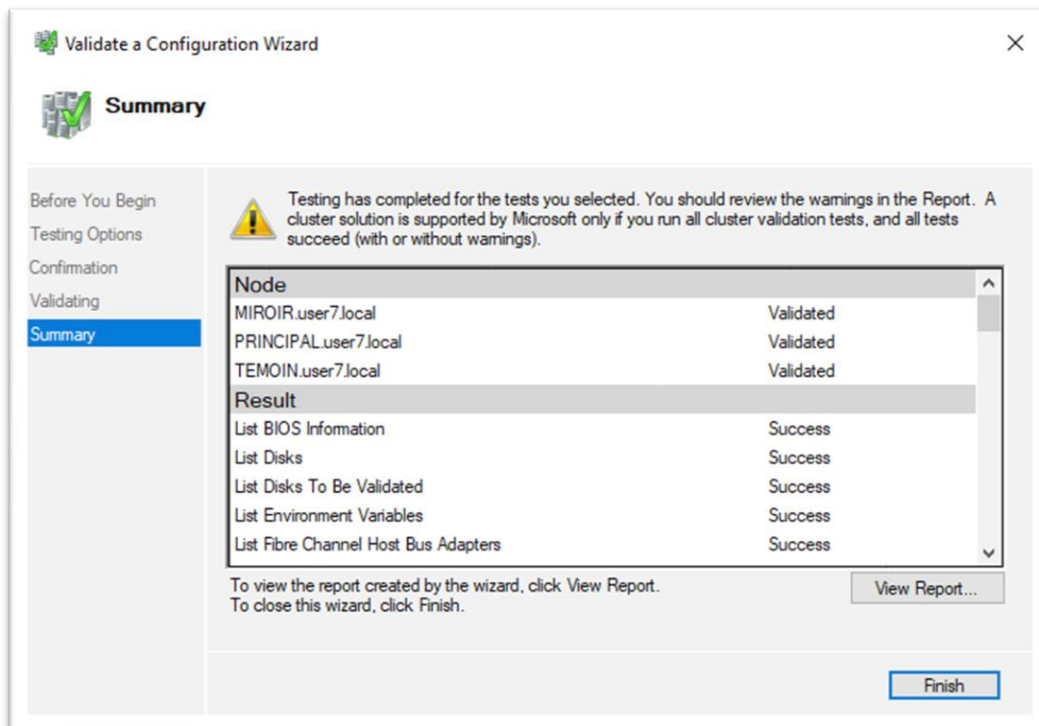 Validate a Configuration Wizard
Summary
Before You Begin
Testing Options
Confirmation
Validating
Summary
Testing has completed for the tests you selected. You should review the warnings in the Report. A
cluster solution is supported by Microsoft only if you run all cluster validation tests, and all tests
succeed (with or without warnings).
Node
MIROIR.user7.local Validated
PRINCIPAL.user7.local Validated
TEMOIN.user7.local Validated
Result
List BIOS Information Success
List Disks Success
List Disks To Be Validated Success
List Environment Variables Success
List Fibre Channel Host Bus Adapters Success
To view the report created by the wizard, click View Report.
To close this wizard, click Finish.
View Report...
Finish